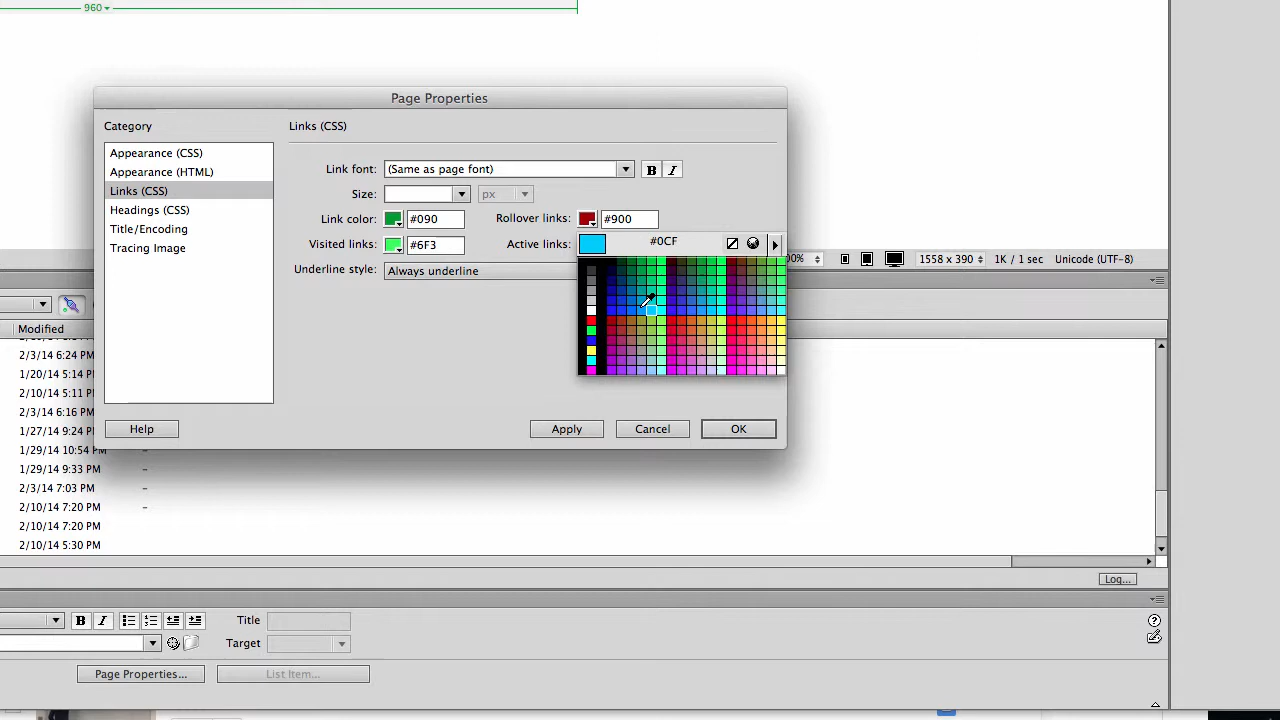 960
Page Properties
Category
Links (CSS)
Appearance (CSS)
Appearance (HTML)
Links (CSS)
Headings (CSS)
Title/Encoding
Tracing Image
Link font: (Same as page font) B I
Size: px
Link color: #090 Rollover links: #900
Visited links: #6F3 Active links: #0CF
Underline style: Always underline
Help Apply Cancel OK
1558 x 390 1K / 1 sec Unicode (UTF-8)
Modified
2/3/14 6:24 PM
1/20/14 5:14 PM
2/10/14 5:11 PM
2/3/14 6:16 PM
1/27/14 9:24 PM
1/29/14 10:54 PM -
1/29/14 9:33 PM -
2/3/14 7:03 PM -
2/10/14 7:20 PM -
2/10/14 7:20 PM
2/10/14 5:30 PM
Log...
B I Title
Target
Page Properties... List Item...